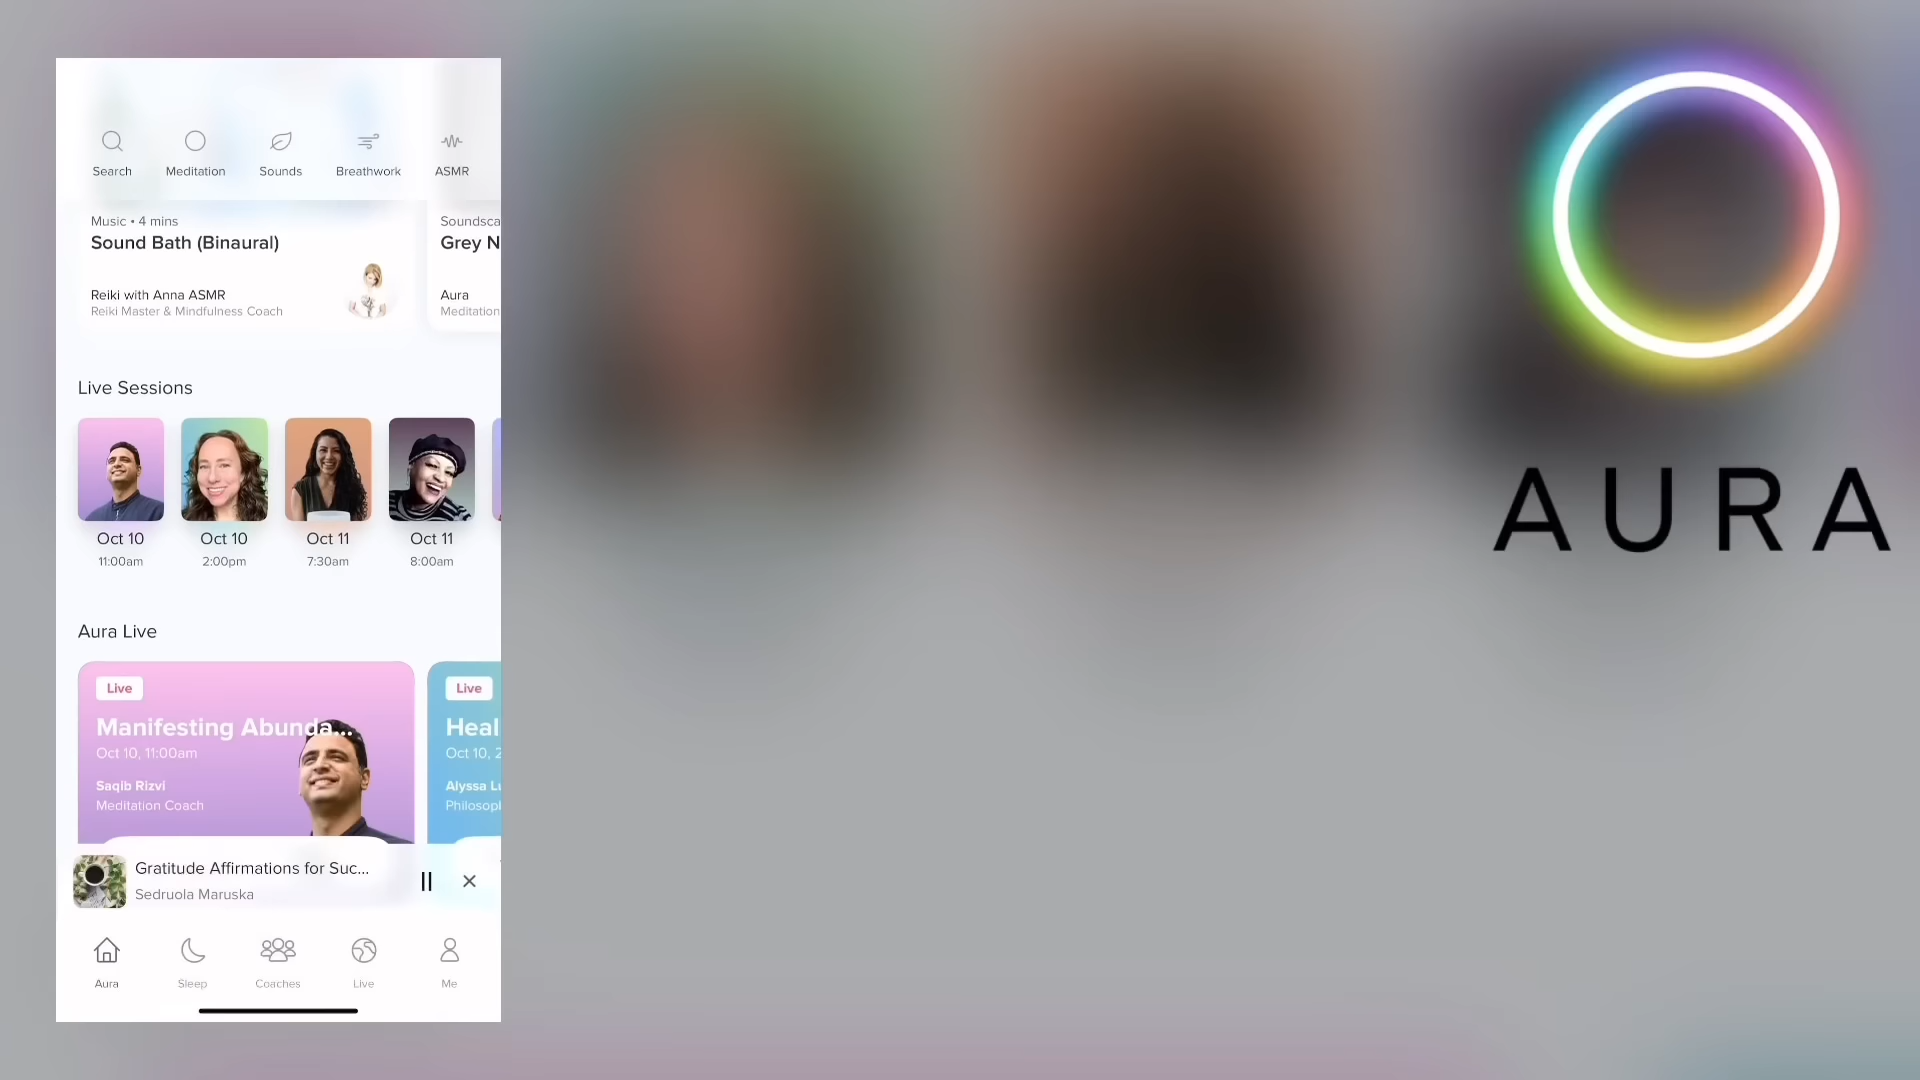 Search
Meditation
Sounds
Breathwork
ASMR
Music • 4 mins
Sound Bath (Binaural)
Reiki with Anna ASMR
Reiki Master & Mindfulness Coach
Soundsca
Grey N
Aura
Meditation
Live Sessions
Oct 10
11:00am
Oct 10
2:00pm
Oct 11
7:30am
Oct 11
8:00am
Aura Live
Live
Manifesting Abunda...
Oct 10, 11:00am
Saqib Rizvi
Meditation Coach
Live
Heal
Oct 10, 2
Alyssa Lu
Philosoph
Gratitude Affirmations for Suc...
Sedruola Maruska
Aura
Sleep
Coaches
Live
Me
AURA